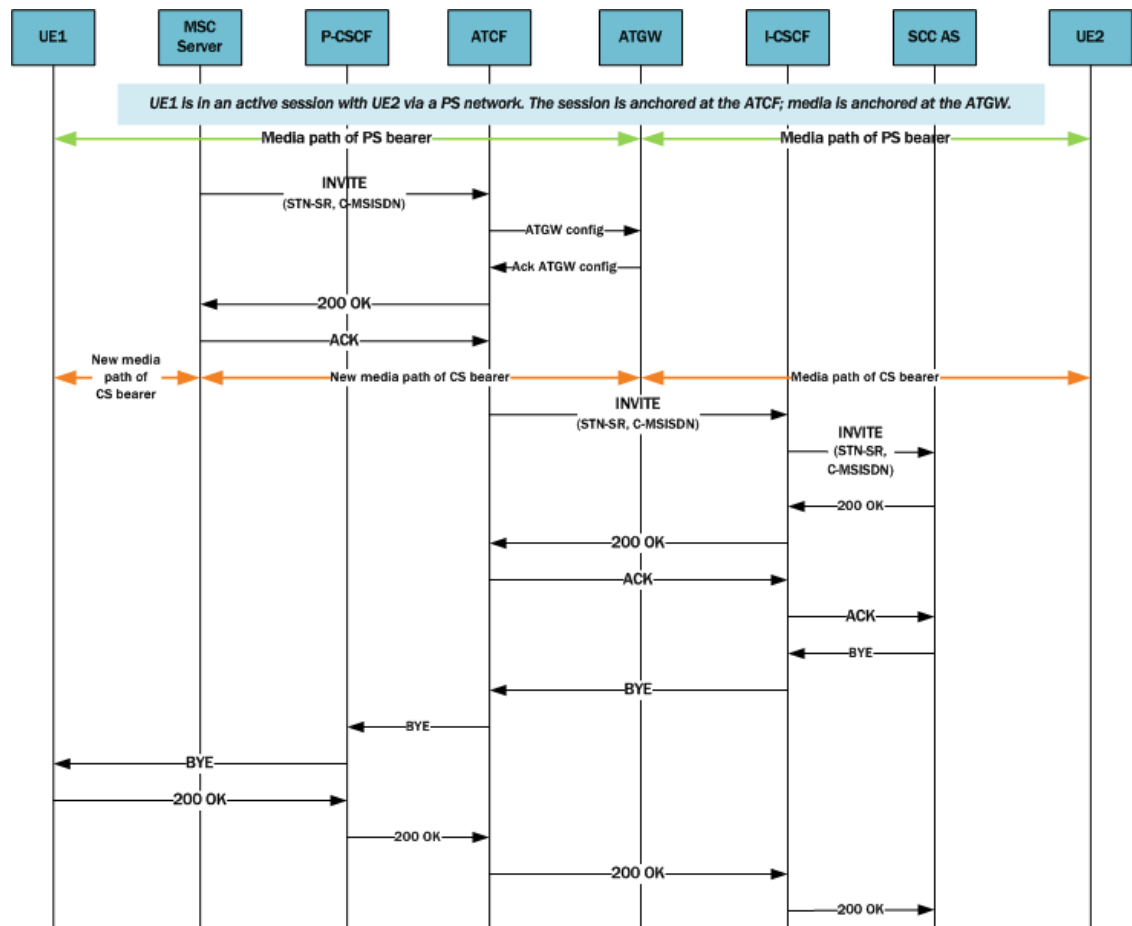 UE1
MSC
Server
P-CSCF
ATCF
ATGW
I-CSCF
SCC AS
UE2
UE1 is in an active session with UE2 via a PS network. The session is anchored at the ATCF; media is anchored at the ATGW.
Media path of PS bearer
Media path of PS bearer
INVITE
(STN-SR, C-MSISDN)
ATGW config
Ack ATGW config
200 OK
ACK
New media
path of
CS bearer
New media path of CS bearer
Media path of CS bearer
INVITE
(STN-SR, C-MSISDN)
INVITE
(STN-SR,
C-MSISDN)
200 OK
200 OK
ACK
ACK
BYE
BYE
BYE
BYE
200 OK
200 OK
200 OK
200 OK